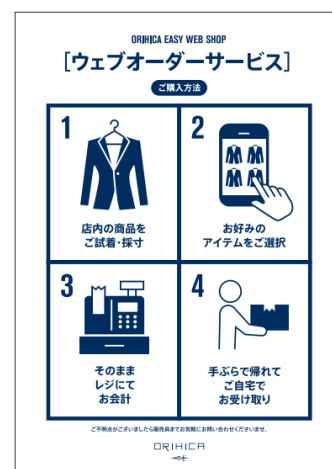 ORIHICA EASY WEB SHOP
［ウェブオーダーサービス］
ご購入方法
1
店内の商品を
ご試着・採寸
2
お好みの
アイテムをご選択
3
そのまま
レジにて
お会計
4
手ぶらで帰れて
ご自宅で
お受け取り
ご不明点がございましたら販売員までお気軽にお問い合わせくださいませ。
ORIHICA